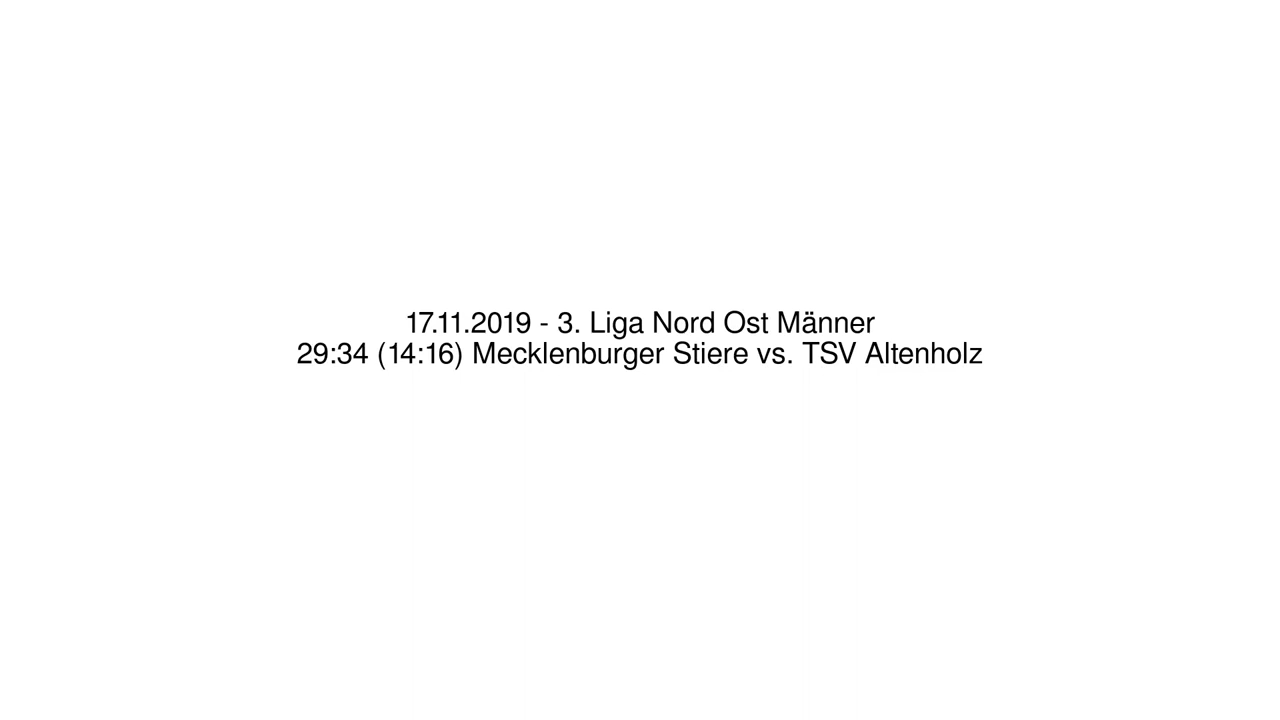 17.11.2019 - 3. Liga Nord Ost Männer
29:34 (14:16) Mecklenburger Stiere vs. TSV Altenholz